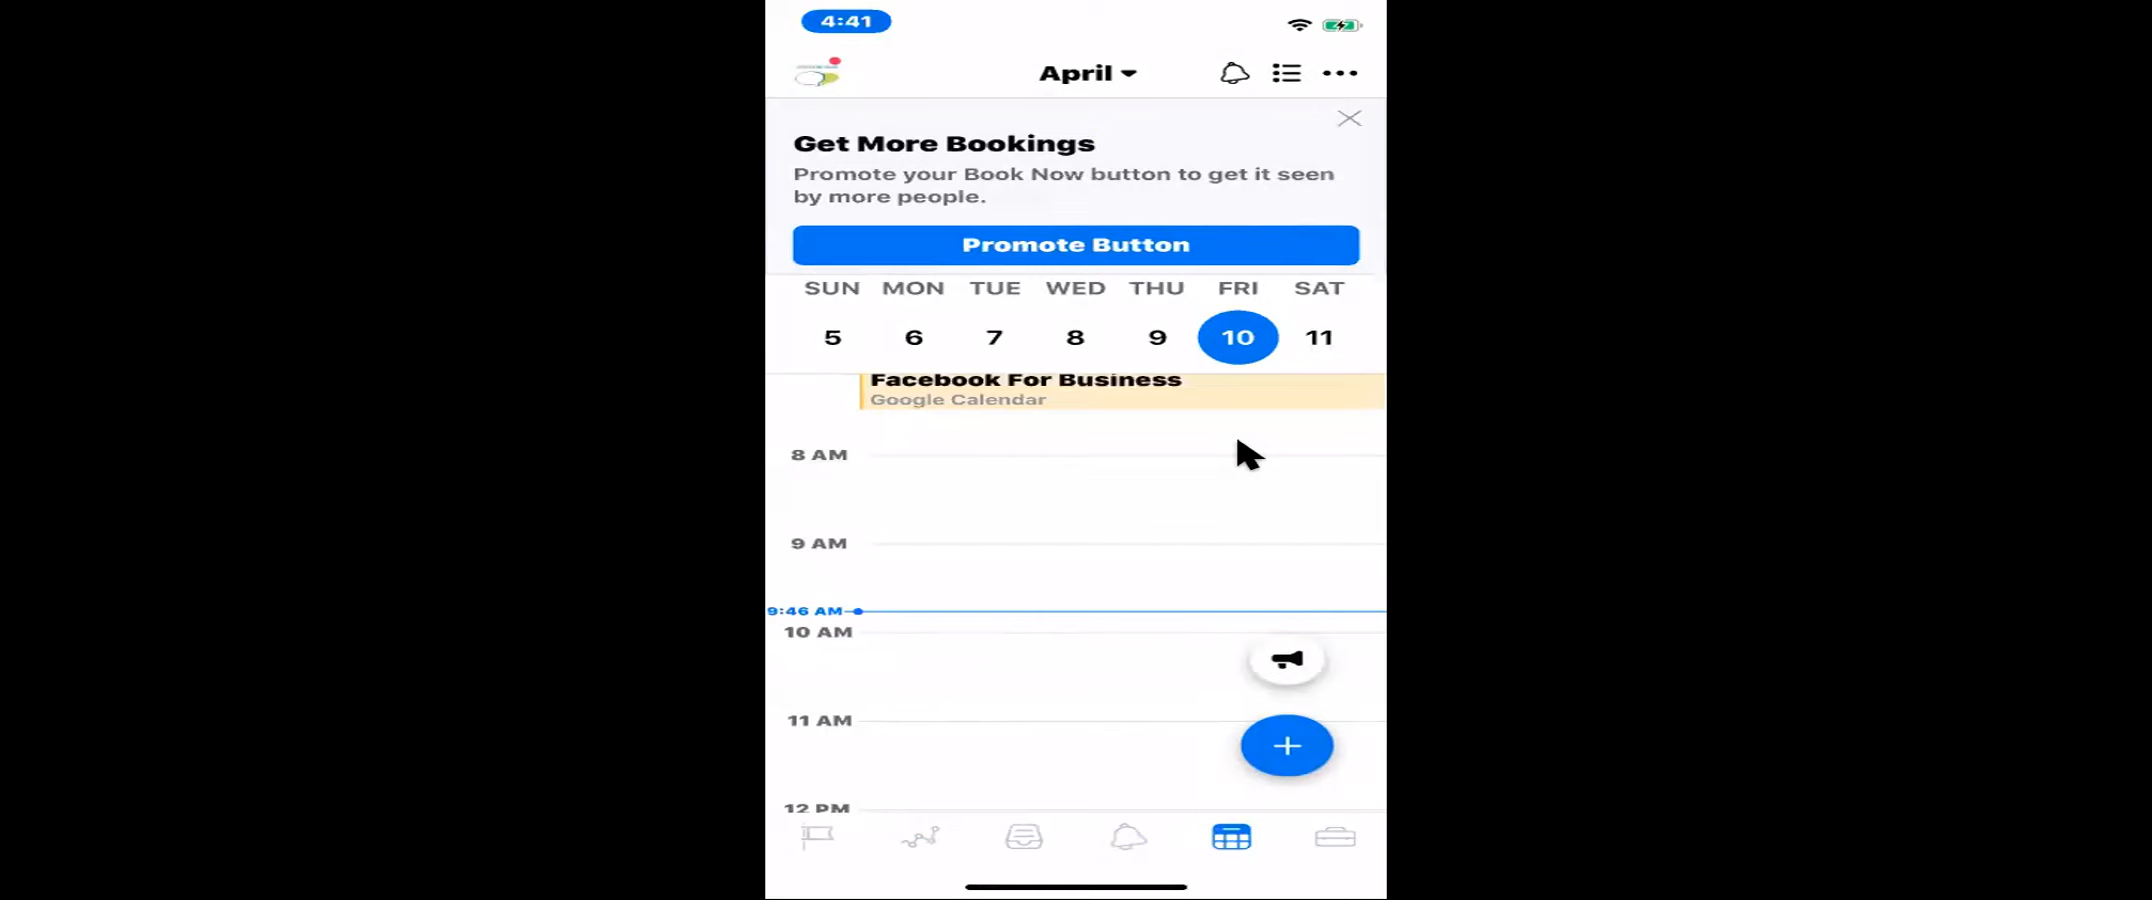 4:41
April
Get More Bookings
Promote your Book Now button to get it seen
by more people.
Promote Button
SUN MON TUE WED THU FRI SAT
5 6 7 8 9 10 11
Facebook For Business
Google Calendar
8 AM
9 AM
9:46 AM
10 AM
11 AM
12 PM